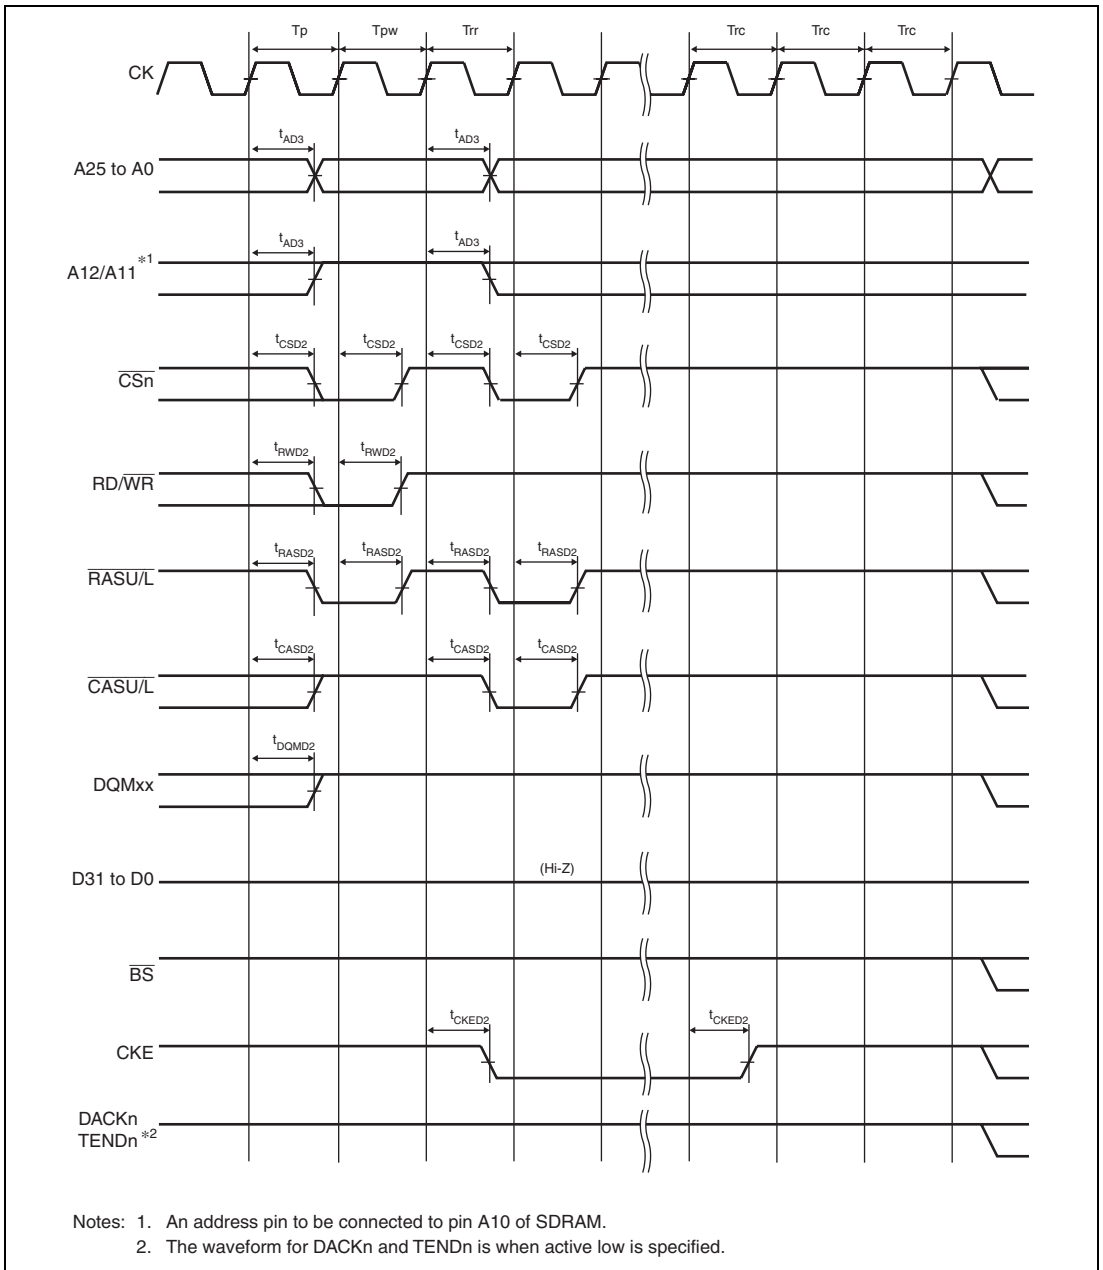 Tp Tpw Trr Trc Trc Trc
CK
tAD3 tAD3
A25 to A0
tAD3 tAD3
A12/A11 *1
tCSD2 tCSD2 tCSD2 tCSD2
CSn
tRWD2 tRWD2
RD/WR
tRASD2 tRASD2 tRASD2 tRASD2
RASU/L
tCASD2 tCASD2 tCASD2
CASU/L
tDQMD2
DQMxx
(Hi-Z)
D31 to D0
BS
tCKED2 tCKED2
CKE
DACKn
TENDn *2
Notes: 1. An address pin to be connected to pin A10 of SDRAM.
2. The waveform for DACKn and TENDn is when active low is specified.